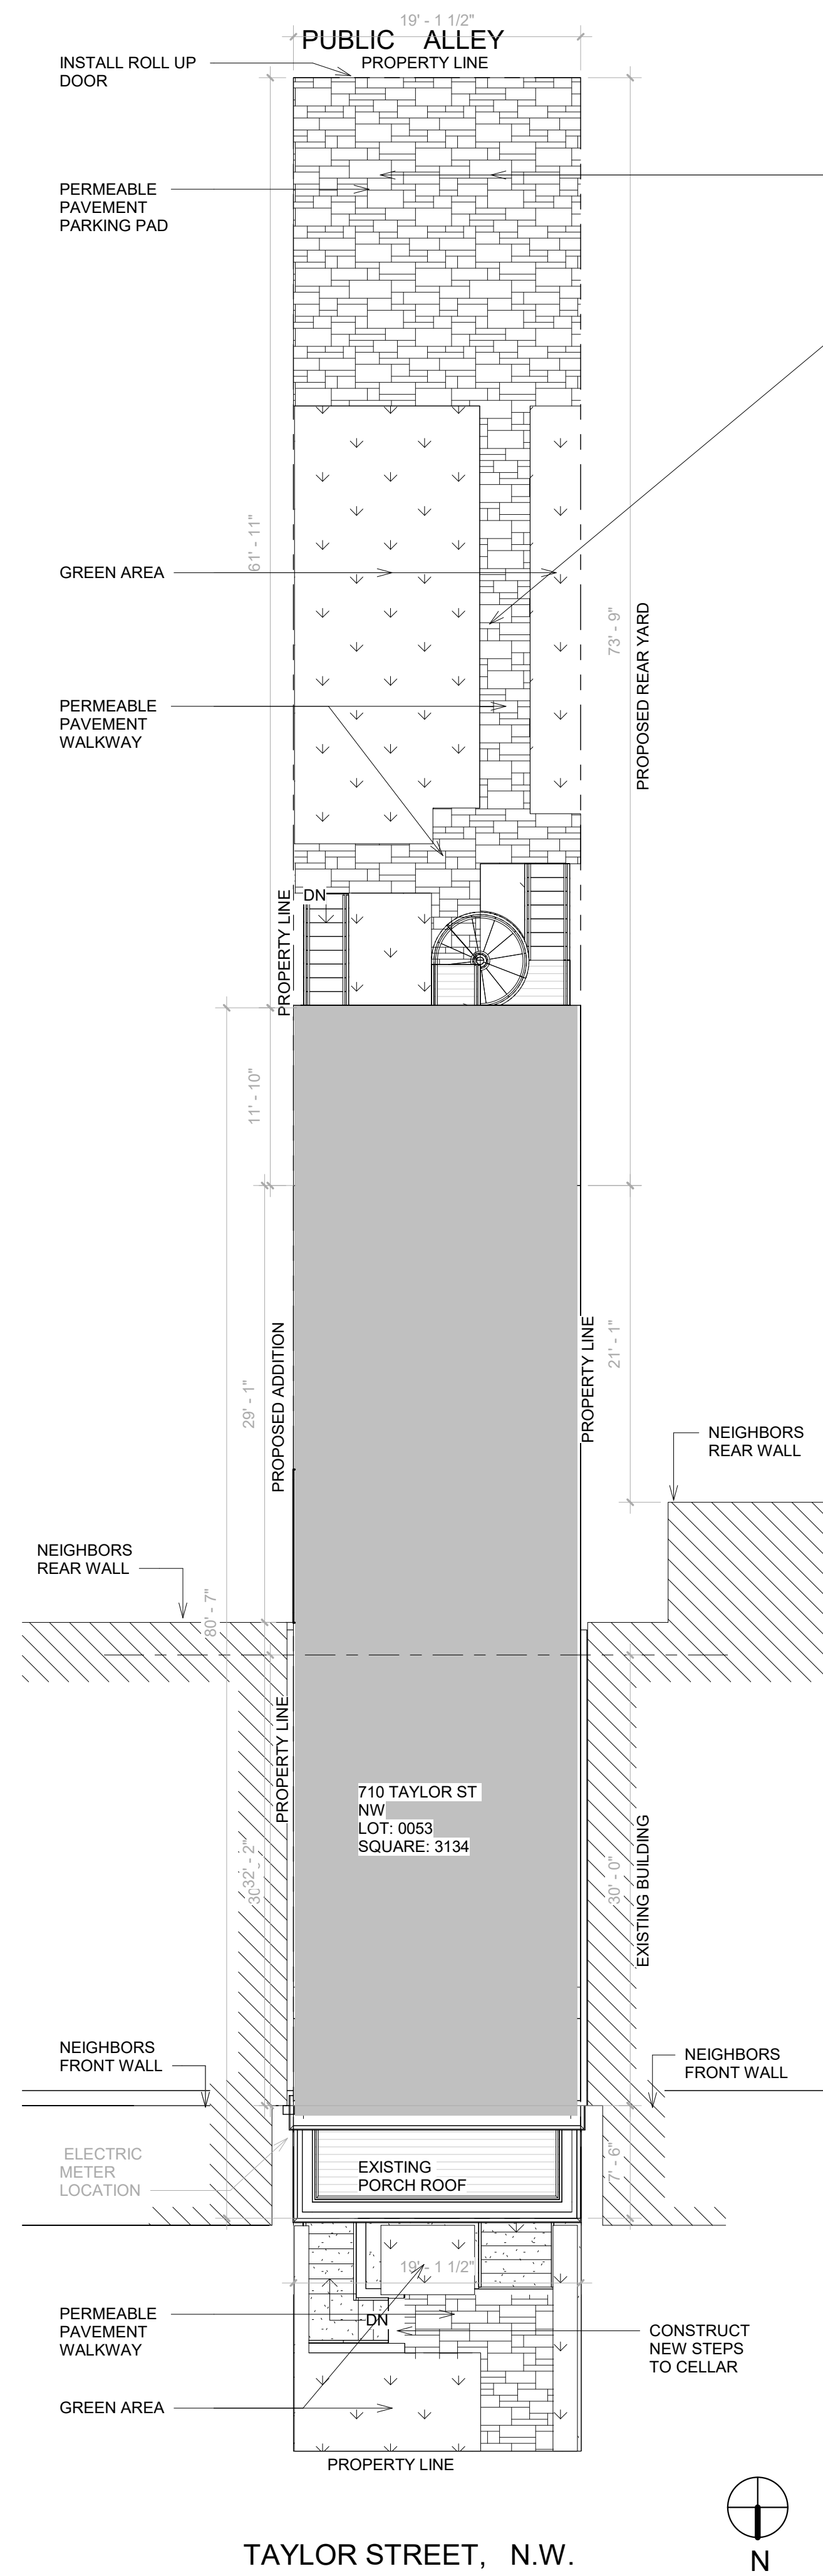 19' - 1 1/2"
PUBLIC ALLEY
PROPERTY LINE
INSTALL ROLL UP
DOOR
PERMEABLE
PAVEMENT
PARKING PAD
61' - 11"
GREEN AREA
73' - 9"
PROPOSED REAR YARD
PERMEABLE
PAVEMENT
WALKWAY
PROPERTY LINE
DN
11' - 10"
PROPOSED ADDITION
29' - 1"
PROPERTY LINE
21' - 1"
NEIGHBORS
REAR WALL
NEIGHBORS
REAR WALL
80' - 7"
PROPERTY LINE
710 TAYLOR ST
NW
LOT: 0053
SQUARE: 3134
32' - 2"
30' - 0"
EXISTING BUILDING
NEIGHBORS
FRONT WALL
NEIGHBORS
FRONT WALL
ELECTRIC
METER
LOCATION
EXISTING
PORCH ROOF
7' - 6"
19' - 1 1/2"
PERMEABLE
PAVEMENT
WALKWAY
DN
CONSTRUCT
NEW STEPS
TO CELLAR
GREEN AREA
PROPERTY LINE
TAYLOR STREET, N.W.
N